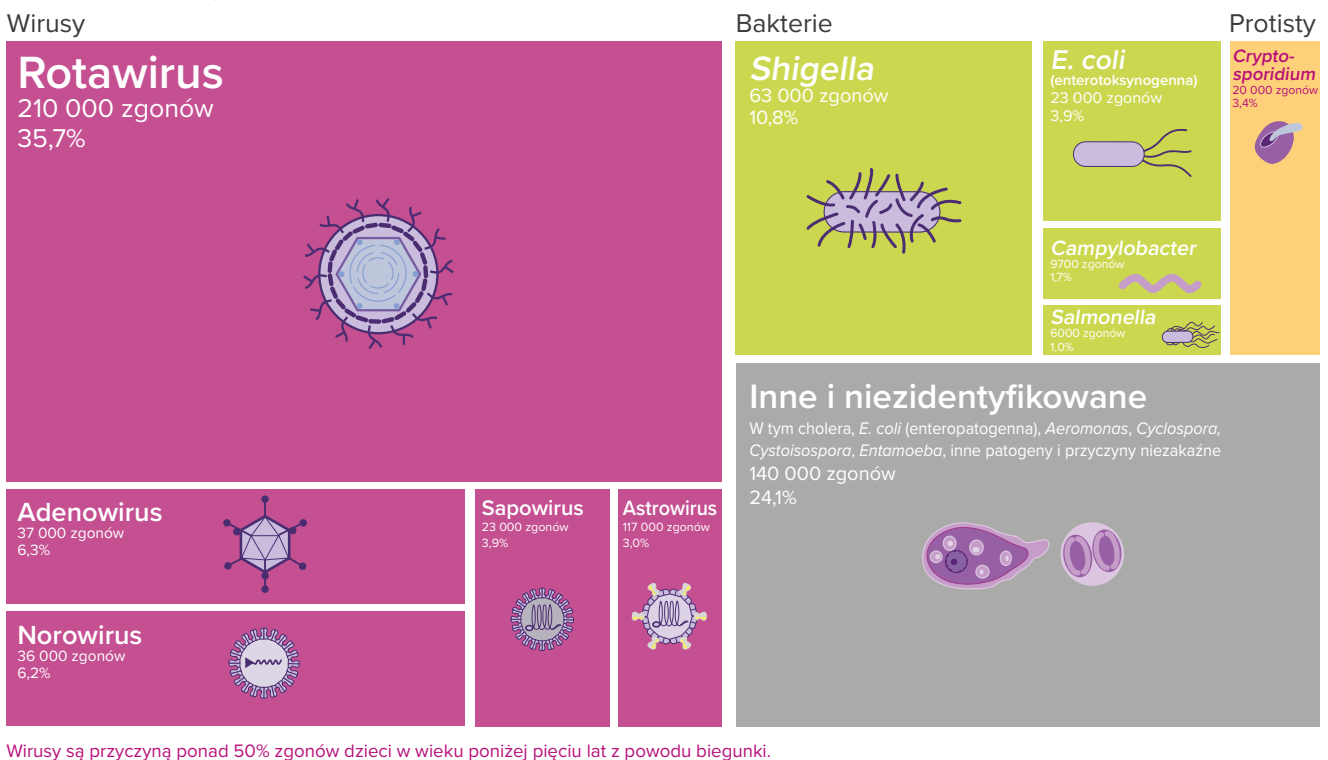 Wirusy
Rotawirus
210 000 zgonów
35,7%
Adenowirus
37 000 zgonów
6,3%
Norowirus
36 000 zgonów
6,2%
Sapowirus
23 000 zgonów
3,9%
Astrowirus
117 000 zgonów
3,0%
Bakterie
Shigella
63 000 zgonów
10,8%
E. coli
(enterotoksynogenna)
23 000 zgonów
3,9%
Campylobacter
9700 zgonów
1,7%
Salmonella
6000 zgonów
1,0%
Protisty
Crypto-
sporidium
20 000 zgonów
3,4%
Inne i niezidentyfikowane
W tym cholera, E. coli (enteropatogenna), Aeromonas, Cyclospora,
Cystoisospora, Entamoeba, inne patogeny i przyczyny niezakaźne
140 000 zgonów
24,1%
Wirusy są przyczyną ponad 50% zgonów dzieci w wieku poniżej pięciu lat z powodu biegunki.